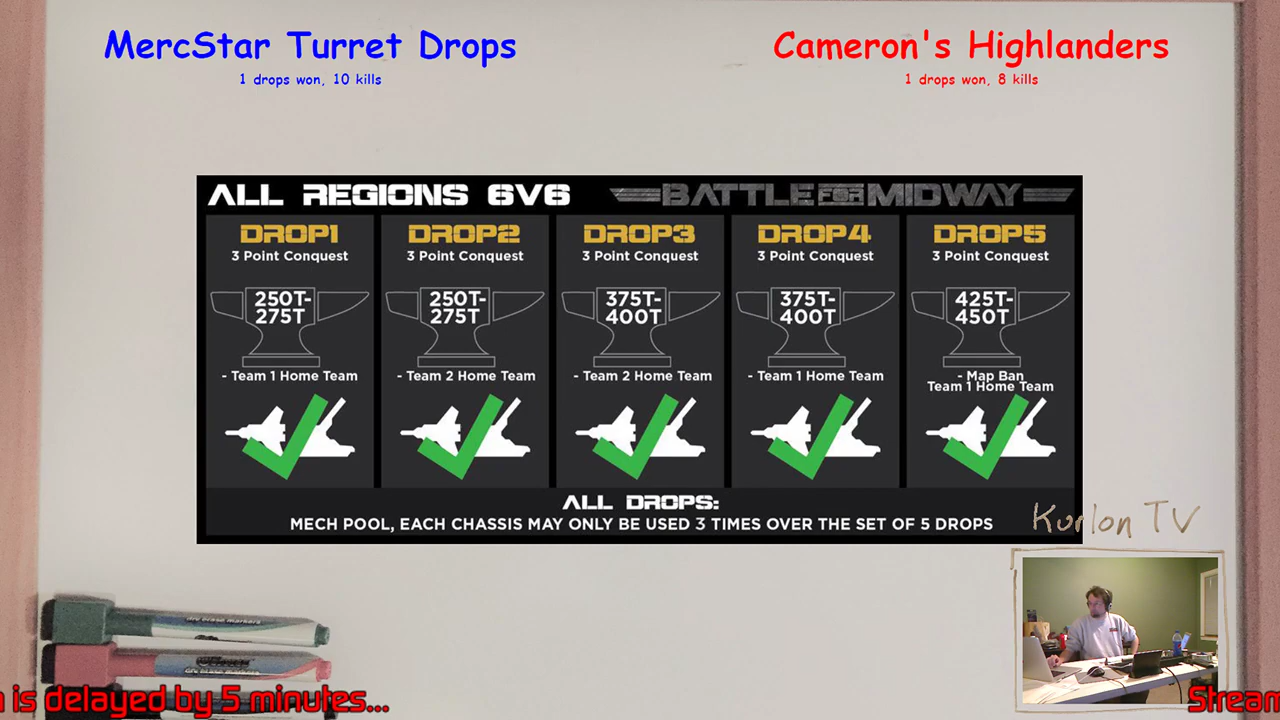 MercStar Turret Drops
1 drops won, 10 kills
Cameron's Highlanders
1 drops won, 8 kills
ALL REGIONS 6V6
BATTLE FOR MIDWAY
DROP1
3 Point Conquest
250T-
275T
- Team 1 Home Team
DROP2
3 Point Conquest
250T-
275T
- Team 2 Home Team
DROP3
3 Point Conquest
375T-
400T
- Team 2 Home Team
DROP4
3 Point Conquest
375T-
400T
- Team 1 Home Team
DROP5
3 Point Conquest
425T-
450T
- Map Ban
Team 1 Home Team
ALL DROPS:
MECH POOL, EACH CHASSIS MAY ONLY BE USED 3 TIMES OVER THE SET OF 5 DROPS
Kurlon TV
is delayed by 5 minutes...
Stream